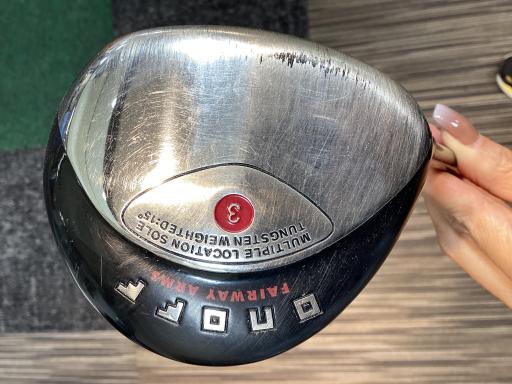 ONOFF
FAIRWAY ARMS
TUNGSTEN WEIGHTED:15°
MULTIPLE LOCATION SOLE
3